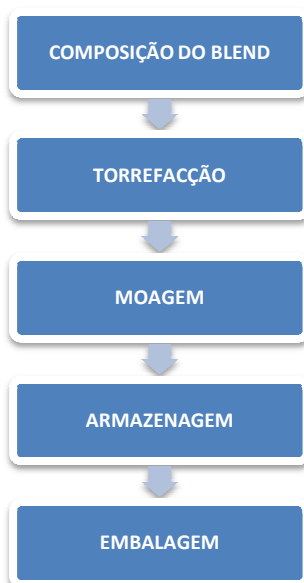 COMPOSIÇÃO DO BLEND
TORREFACÇÃO
MOAGEM
ARMAZENAGEM
EMBALAGEM